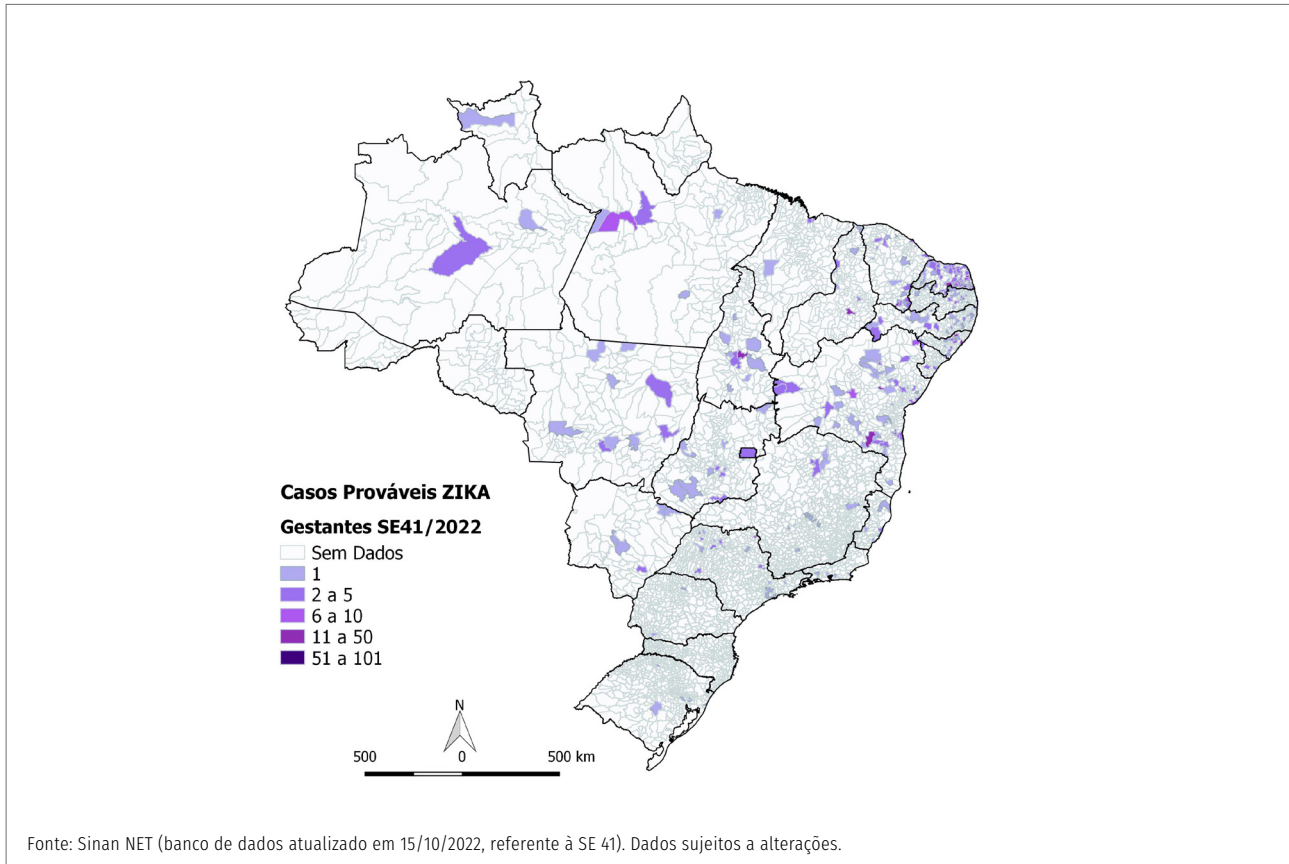 Casos Prováveis ZIKA
Gestantes SE41/2022
Sem Dados
1
2 a 5
6 a 10
11 a 50
51 a 101
N
500 0 500 km
Fonte: Sinan NET (banco de dados atualizado em 15/10/2022, referente à SE 41). Dados sujeitos a alterações.